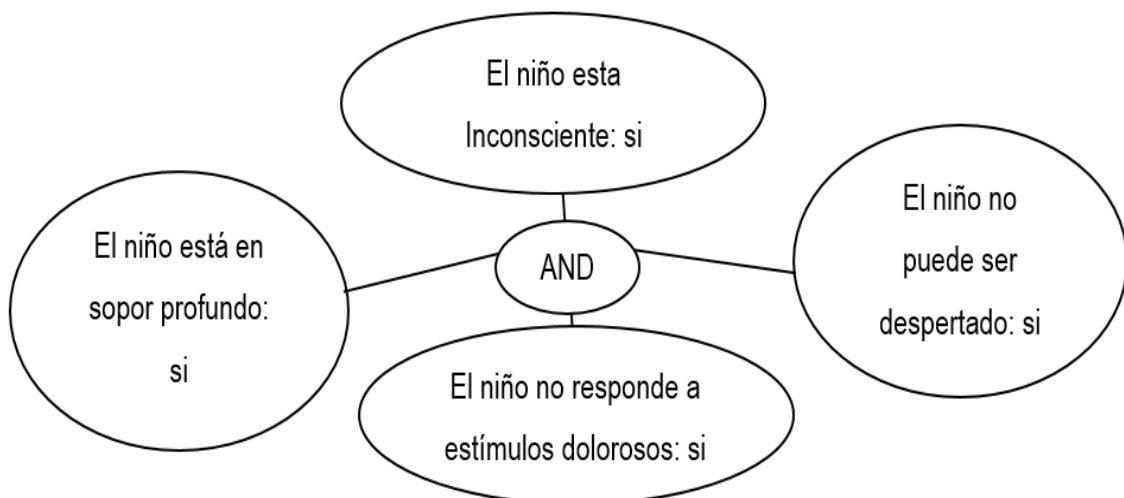 El niño esta
Inconsciente: si
El niño no
puede ser
despertado: si
El niño está en
sopor profundo:
si
AND
El niño no responde a
estímulos dolorosos: si